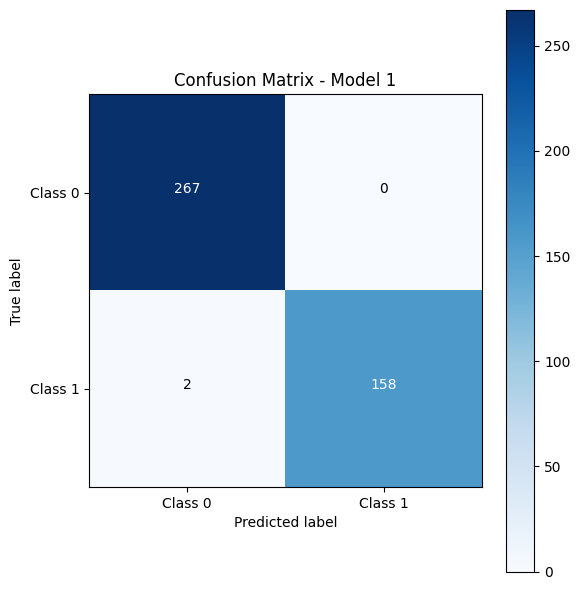 Confusion Matrix - Model 1
True label
Class 0
Class 1
267
0
2
158
Class 0
Class 1
Predicted label
250
200
150
100
50
0